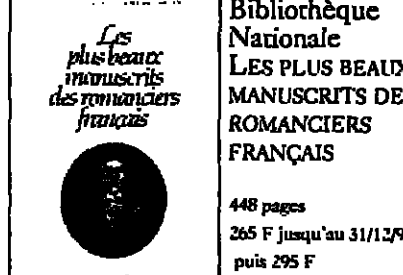 Les
plus beaux
manuscrits
des romanciers
français
Bibliothèque
Nationale
LES PLUS BEAUX
MANUSCRITS DE
ROMANCIERS
FRANÇAIS
448 pages
265 F jusqu'au 31/12/9
puis 295 F